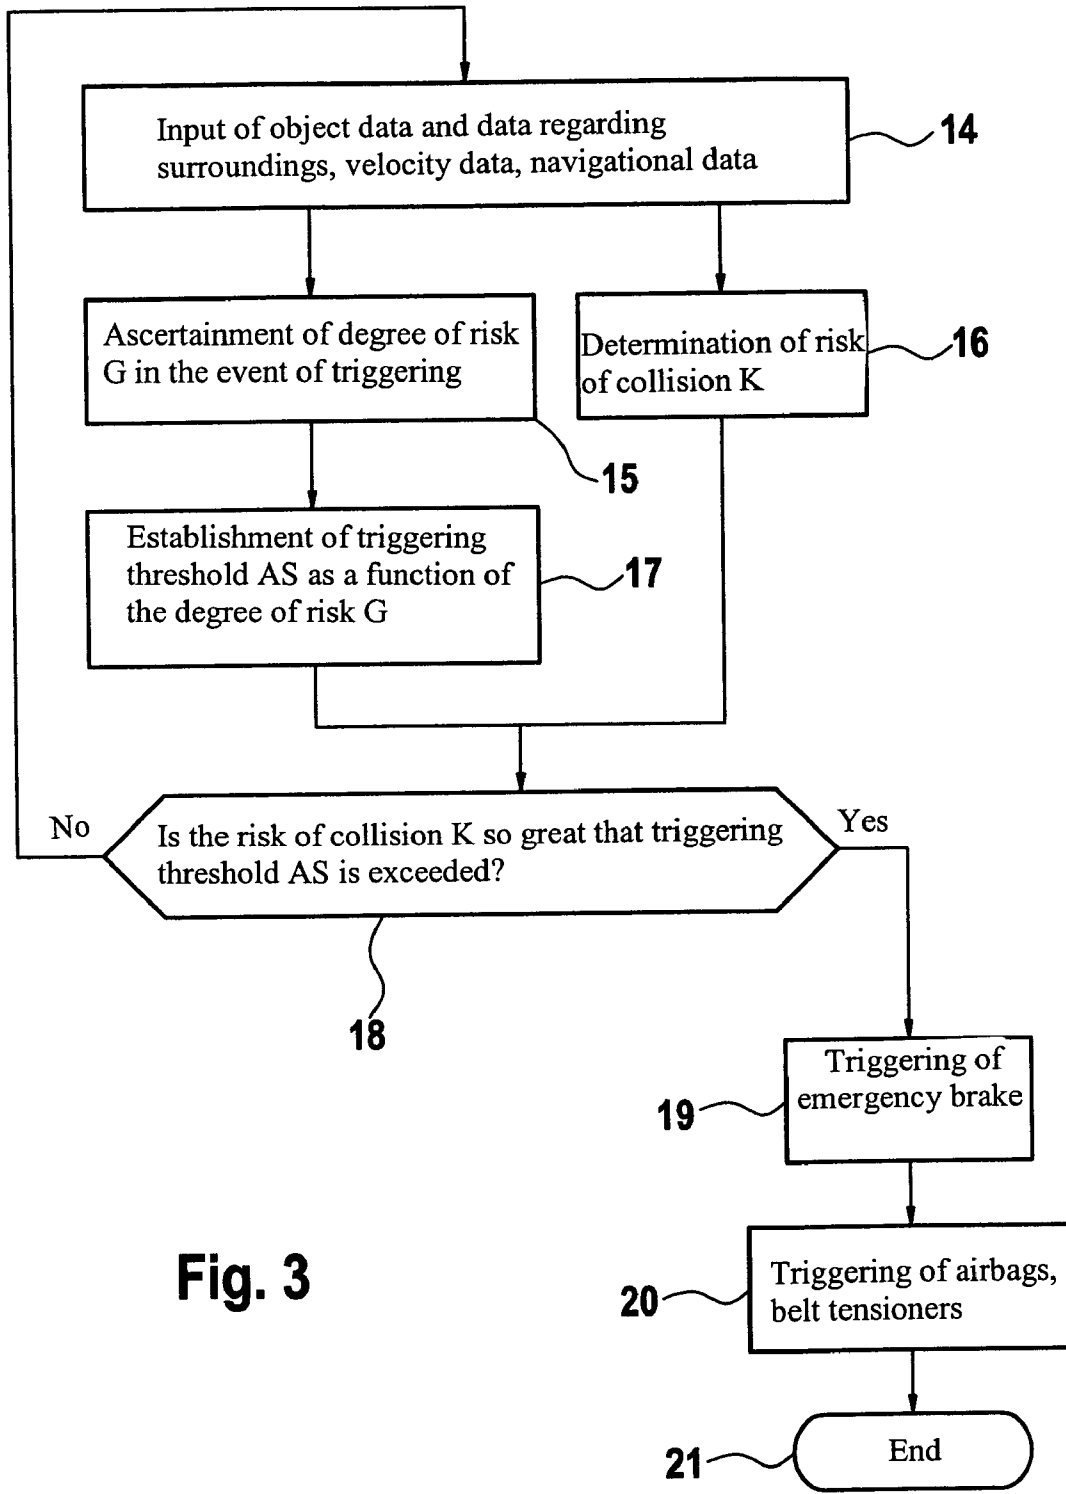 Input of object data and data regarding
surroundings, velocity data, navigational data
14
Ascertainment of degree of risk
G in the event of triggering
15
Determination of risk
of collision K
16
Establishment of triggering
threshold AS as a function of
the degree of risk G
17
No
Is the risk of collision K so great that triggering
threshold AS is exceeded?
Yes
18
Triggering of
emergency brake
19
Fig. 3
Triggering of airbags,
belt tensioners
20
End
21